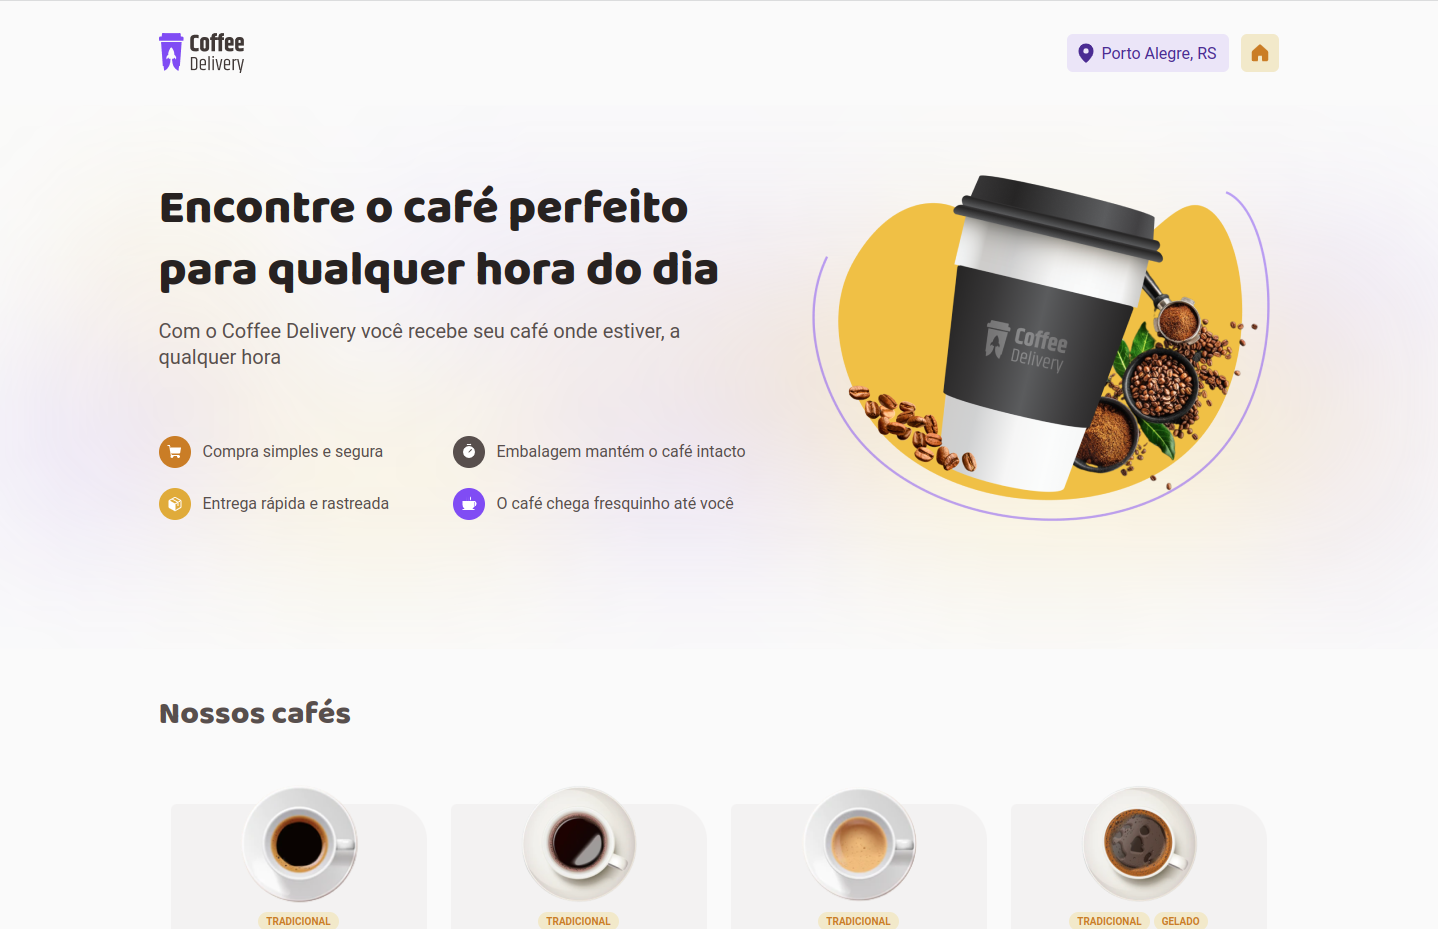 Coffee
Delivery
Porto Alegre, RS
Encontre o café perfeito
para qualquer hora do dia
Com o Coffee Delivery você recebe seu café onde estiver, a
qualquer hora
Coffee
Delivery
Compra simples e segura
Embalagem mantém o café intacto
Entrega rápida e rastreada
O café chega fresquinho até você
Nossos cafés
TRADICIONAL
TRADICIONAL
TRADICIONAL
TRADICIONAL
GELADO